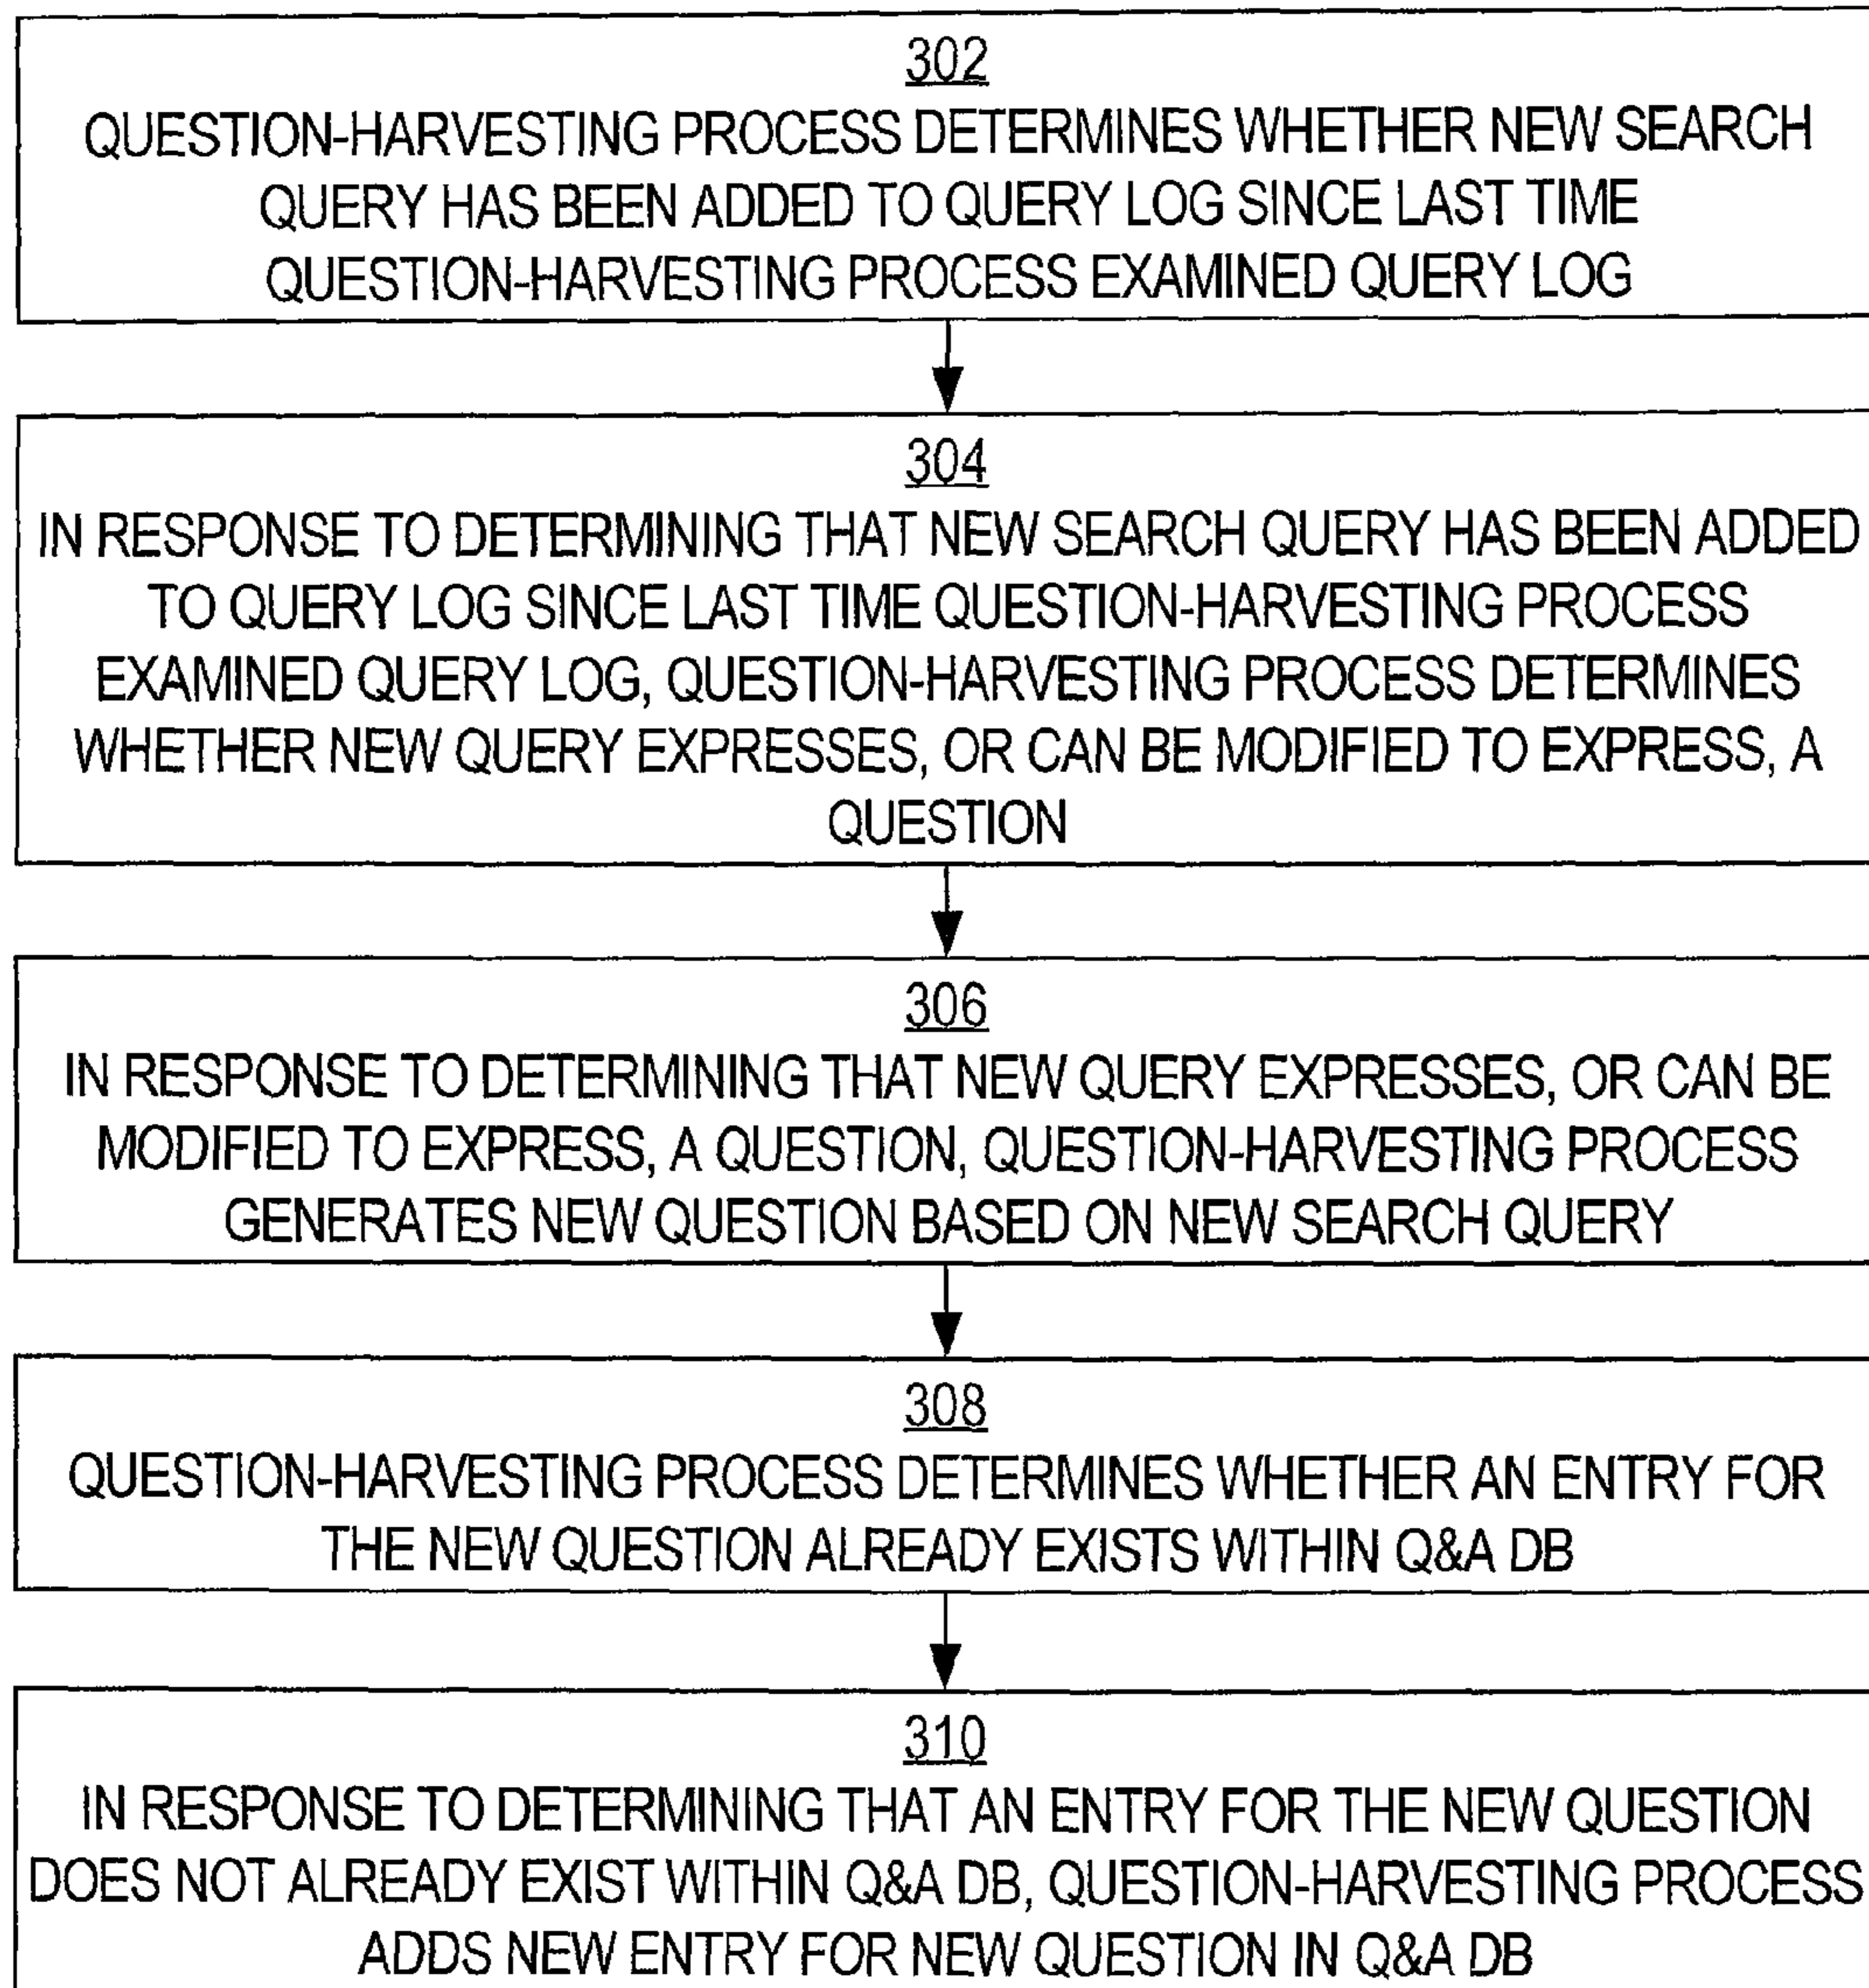 302
QUESTION-HARVESTING PROCESS DETERMINES WHETHER NEW SEARCH
QUERY HAS BEEN ADDED TO QUERY LOG SINCE LAST TIME
QUESTION-HARVESTING PROCESS EXAMINED QUERY LOG
304
IN RESPONSE TO DETERMINING THAT NEW SEARCH QUERY HAS BEEN ADDED
TO QUERY LOG SINCE LAST TIME QUESTION-HARVESTING PROCESS
EXAMINED QUERY LOG, QUESTION-HARVESTING PROCESS DETERMINES
WHETHER NEW QUERY EXPRESSES, OR CAN BE MODIFIED TO EXPRESS, A
QUESTION
306
IN RESPONSE TO DETERMINING THAT NEW QUERY EXPRESSES, OR CAN BE
MODIFIED TO EXPRESS, A QUESTION, QUESTION-HARVESTING PROCESS
GENERATES NEW QUESTION BASED ON NEW SEARCH QUERY
308
QUESTION-HARVESTING PROCESS DETERMINES WHETHER AN ENTRY FOR
THE NEW QUESTION ALREADY EXISTS WITHIN Q&A DB
310
IN RESPONSE TO DETERMINING THAT AN ENTRY FOR THE NEW QUESTION
DOES NOT ALREADY EXIST WITHIN Q&A DB, QUESTION-HARVESTING PROCESS
ADDS NEW ENTRY FOR NEW QUESTION IN Q&A DB